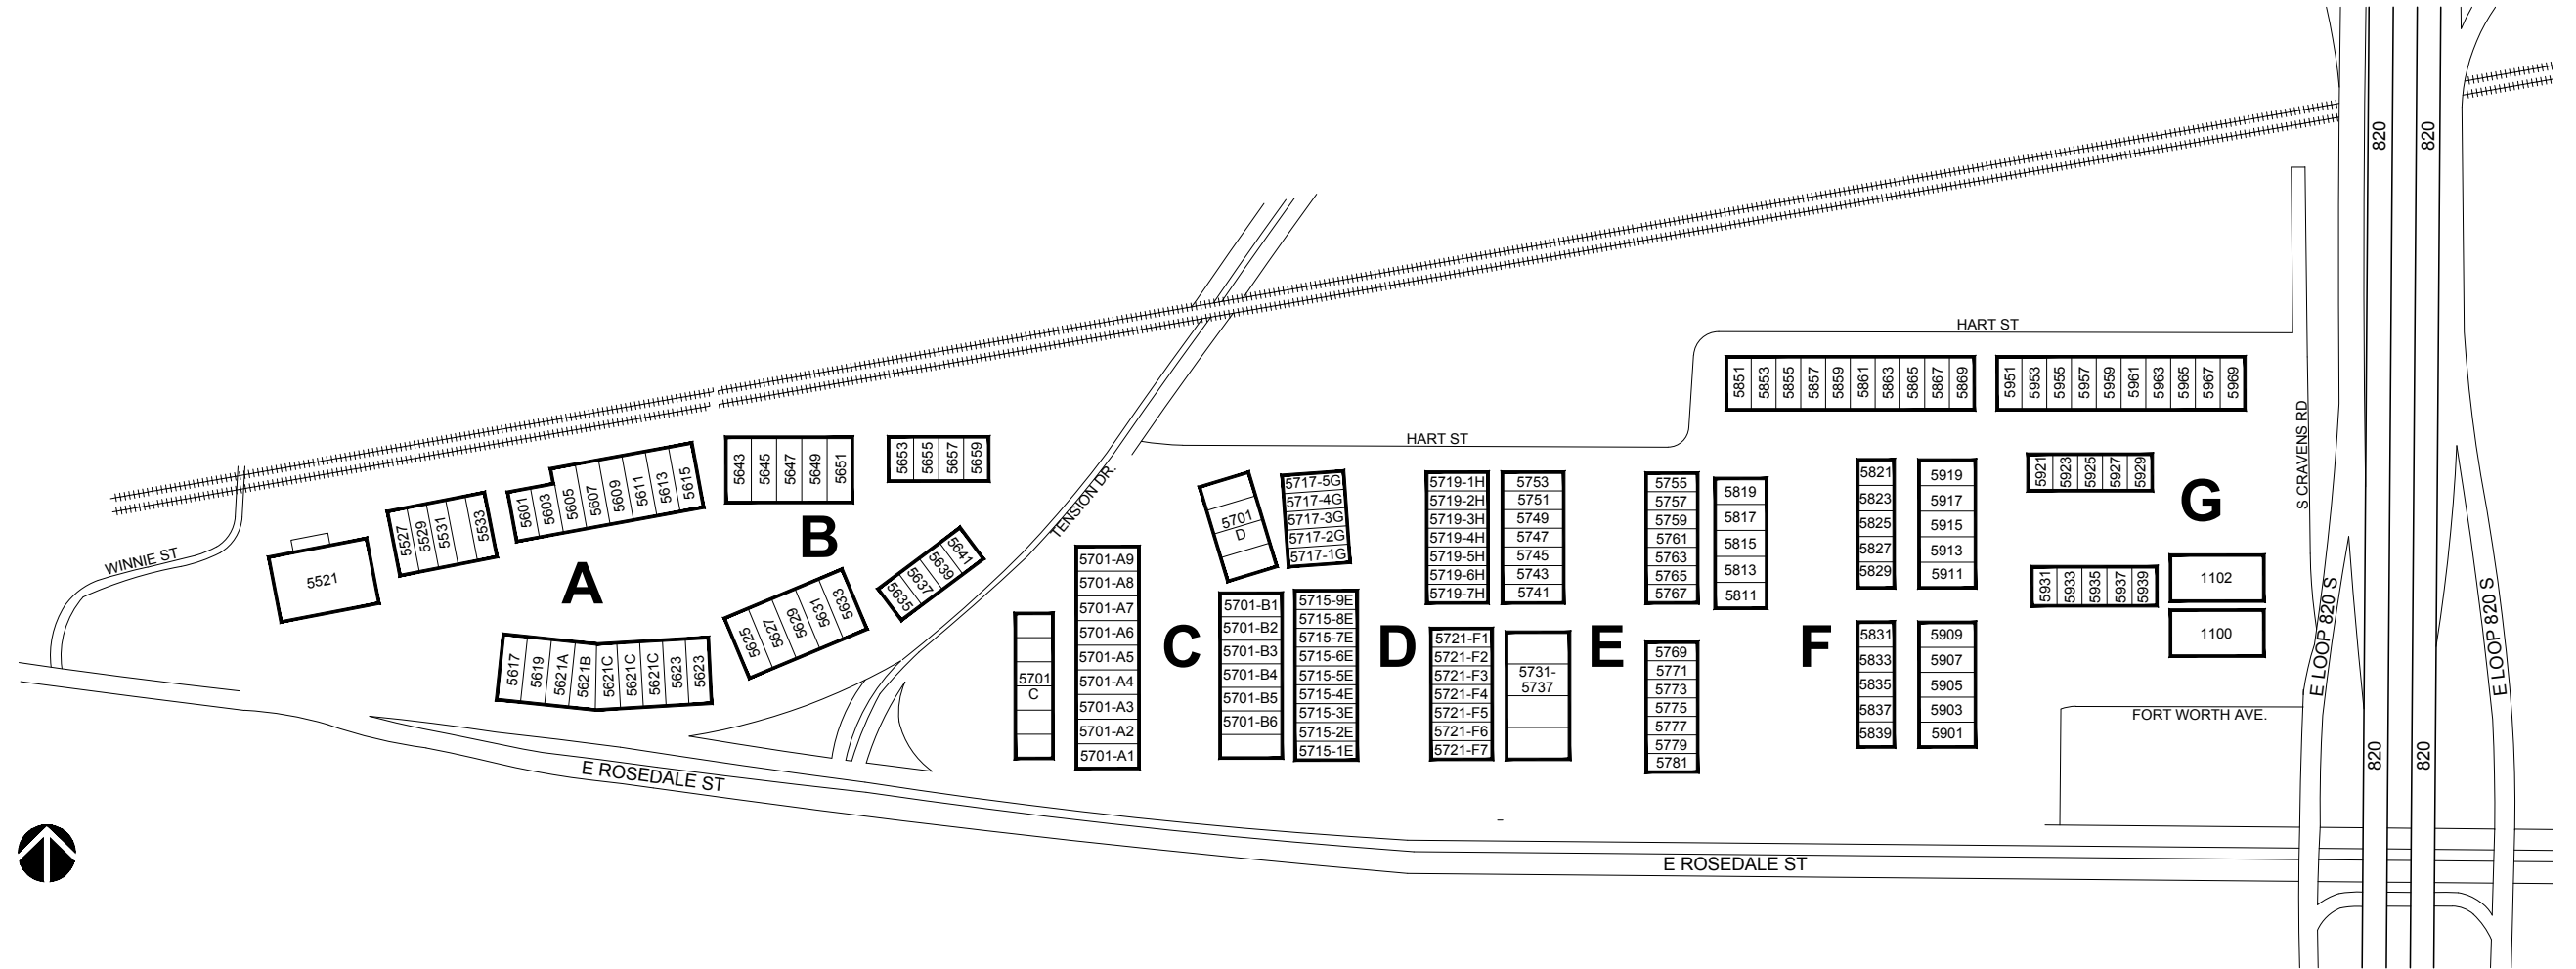 820
820
HART ST
HART ST
S CRAVENS RD
TENSION DR.
WINNIE ST
5521
5527
5529
5531
5533
5601
5603
5605
5607
5609
5611
5613
5615
A
5617
5619
5621A
5621B
5621C
5621C
5621C
5623
5623
5643
5645
5647
5649
5651
5653
5655
5657
5659
B
5625
5627
5629
5631
5633
5635
5637
5639
5641
5701
C
5701-A9
5701-A8
5701-A7
5701-A6
5701-A5
5701-A4
5701-A3
5701-A2
5701-A1
C
5701
D
5717-5G
5717-4G
5717-3G
5717-2G
5717-1G
5701-B1
5701-B2
5701-B3
5701-B4
5701-B5
5701-B6
5715-9E
5715-8E
5715-7E
5715-6E
5715-5E
5715-4E
5715-3E
5715-2E
5715-1E
D
5719-1H
5719-2H
5719-3H
5719-4H
5719-5H
5719-6H
5719-7H
5753
5751
5749
5747
5745
5743
5741
5721-F1
5721-F2
5721-F3
5721-F4
5721-F5
5721-F6
5721-F7
5731-
5737
E
5755
5757
5759
5761
5763
5765
5767
5819
5817
5815
5813
5811
5769
5771
5773
5775
5777
5779
5781
F
5851
5853
5855
5857
5859
5861
5863
5865
5867
5869
5951
5953
5955
5957
5959
5961
5963
5965
5967
5969
5821
5823
5825
5827
5829
5919
5917
5915
5913
5911
5831
5833
5835
5837
5839
5909
5907
5905
5903
5901
5921
5923
5925
5927
5929
G
5931
5933
5935
5937
5939
1102
1100
FORT WORTH AVE.
E LOOP 820 S
E LOOP 820 S
820
820
E ROSEDALE ST
E ROSEDALE ST